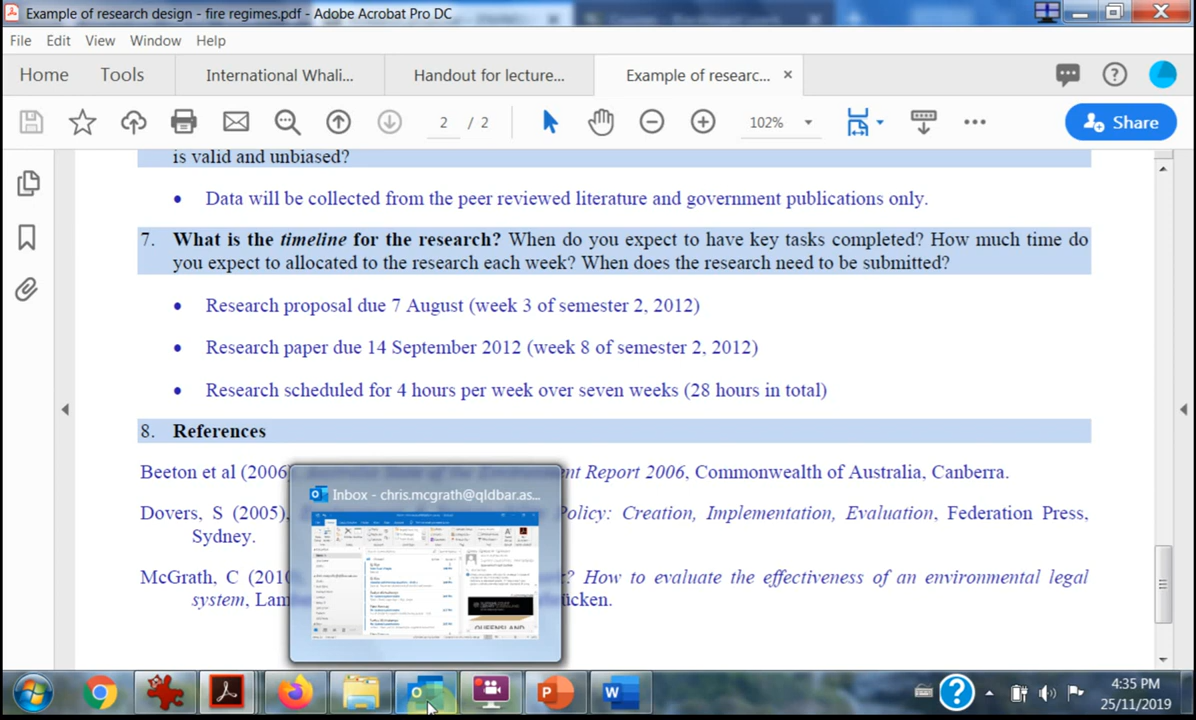 Example of research design - fire regimes.pdf - Adobe Acrobat Pro DC
File Edit View Window Help
Home Tools International Whali... Handout for lecture... Example of researc... ×
2 / 2 102% Share
is valid and unbiased?
• Data will be collected from the peer reviewed literature and government publications only.
7. What is the timeline for the research? When do you expect to have key tasks completed? How much time do
you expect to allocated to the research each week? When does the research need to be submitted?
• Research proposal due 7 August (week 3 of semester 2, 2012)
• Research paper due 14 September 2012 (week 8 of semester 2, 2012)
• Research scheduled for 4 hours per week over seven weeks (28 hours in total)
8. References
Beeton et al (2006), Australian State of the Environment Report 2006, Commonwealth of Australia, Canberra.
Inbox - chris.mcgrath@qldbar.as...
Dovers, S (2005), Policy: Creation, Implementation, Evaluation, Federation Press,
Sydney.
McGrath, C (2010 ? How to evaluate the effectiveness of an environmental legal
system, Lam ücken.
QUEENSLAND
4:35 PM
25/11/2019